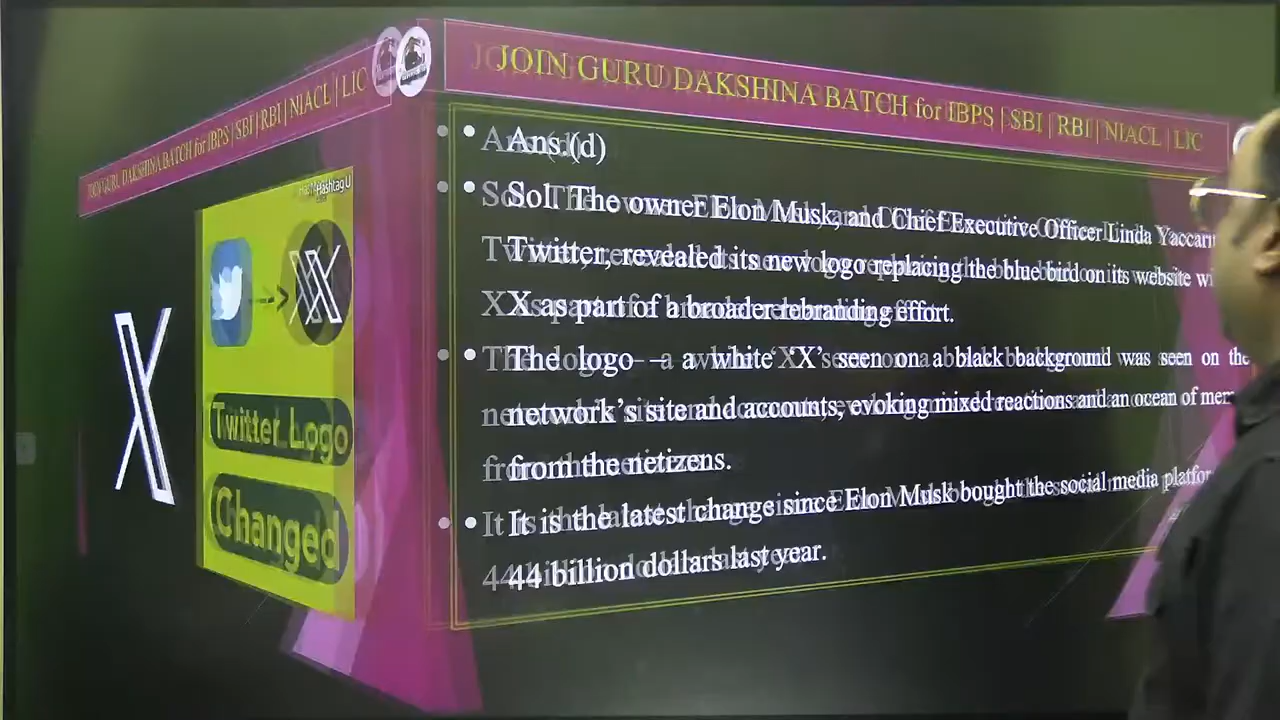 JOIN GURU DAKSHINA BATCH for IBPS | SBI | RBI | NIACL | LIC
JOIN GURU DAKSHINA BATCH for IBPS | SBI | RBI | NIACL | LIC
Hashtag U
X
Twitter Logo
Changed
X
• Ans.(d)
• Sol. The owner Elon Musk, and Chief Executive Officer Linda
Twitter, revealed its new logo replacing the blue bird on its website
X as part of a broader rebranding effort.
• The logo – a white ‘X’ seen on a black background was seen on the
network’s site and accounts, evoking mixed reactions and an ocean of
from the netizens.
• It is the latest change since Elon Musk bought the social media
44 billion dollars last year.